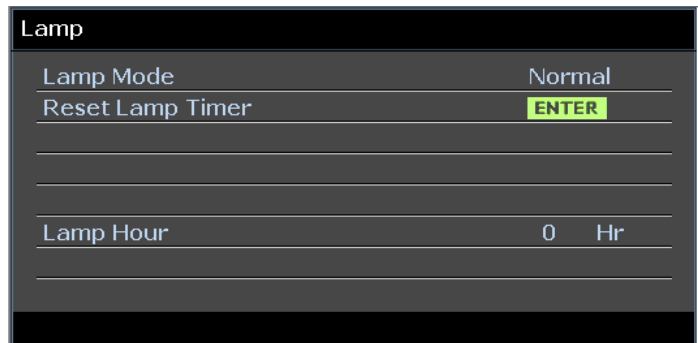 Lamp
Lamp Mode Normal
Reset Lamp Timer ENTER
Lamp Hour 0 Hr